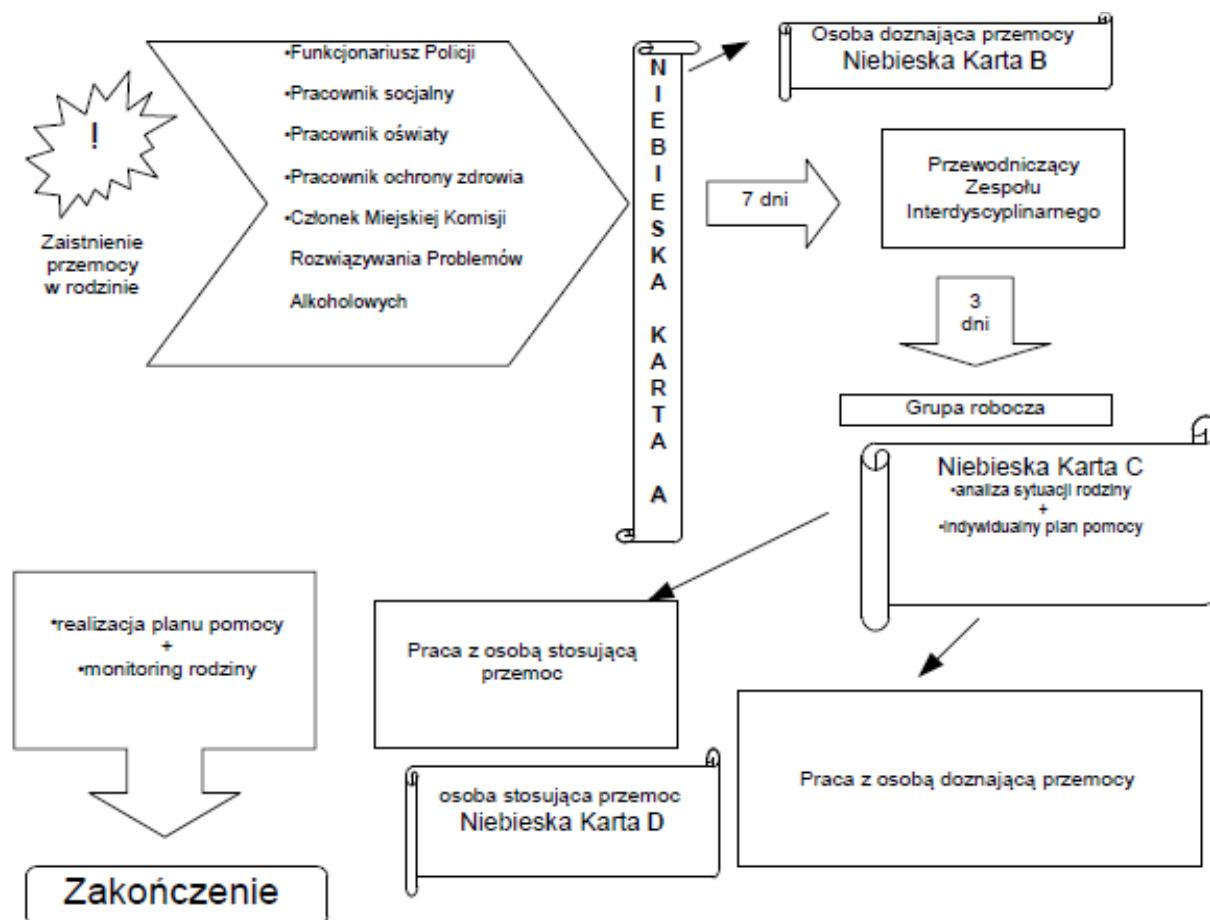 !
Zaistnienie
przemocy
w rodzinie
•Funkcjonariusz Policji
•Pracownik socjalny
•Pracownik oświaty
•Pracownik ochrony zdrowia
•Członek Miejskiej Komisji
Rozwiązywania Problemów
Alkoholowych
NIEBIESKA KARTA A
Osoba doznająca przemocy
Niebieska Karta B
7 dni
Przewodniczący
Zespołu
Interdyscyplinarnego
3
dni
Grupa robocza
Niebieska Karta C
•analiza sytuacji rodziny
+
•indywidualny plan pomocy
Praca z osobą stosującą
przemoc
osoba stosująca przemoc
Niebieska Karta D
Praca z osobą doznającą przemocy
•realizacja planu pomocy
+
•monitoring rodziny
Zakończenie